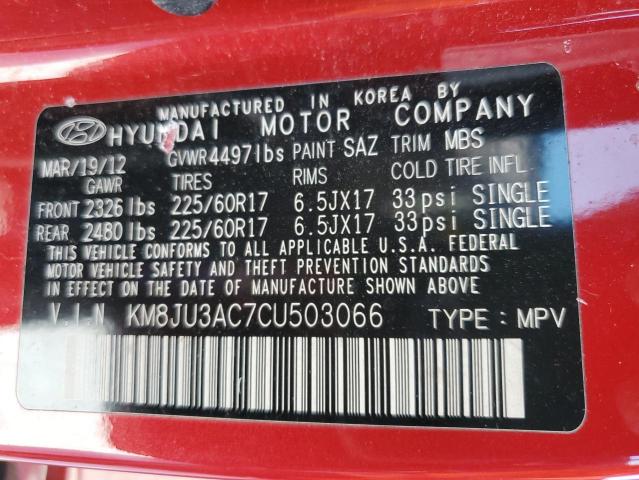 MANUFACTURED IN KOREA BY
HYUNDAI MOTOR COMPANY
MAR/19/12 GVWR 4497lbs PAINT SAZ TRIM MBS
GAWR TIRES RIMS COLD TIRE INFL.
FRONT 2326 lbs 225/60R17 6.5JX17 33psi SINGLE
REAR 2480 lbs 225/60R17 6.5JX17 33psi SINGLE
THIS VEHICLE CONFORMS TO ALL APPLICABLE U.S.A. FEDERAL
MOTOR VEHICLE SAFETY AND THEFT PREVENTION STANDARDS
IN EFFECT ON THE DATE OF MANUFACTURE SHOWN ABOVE
V.I.N KM8JU3AC7CU503066 TYPE : MPV